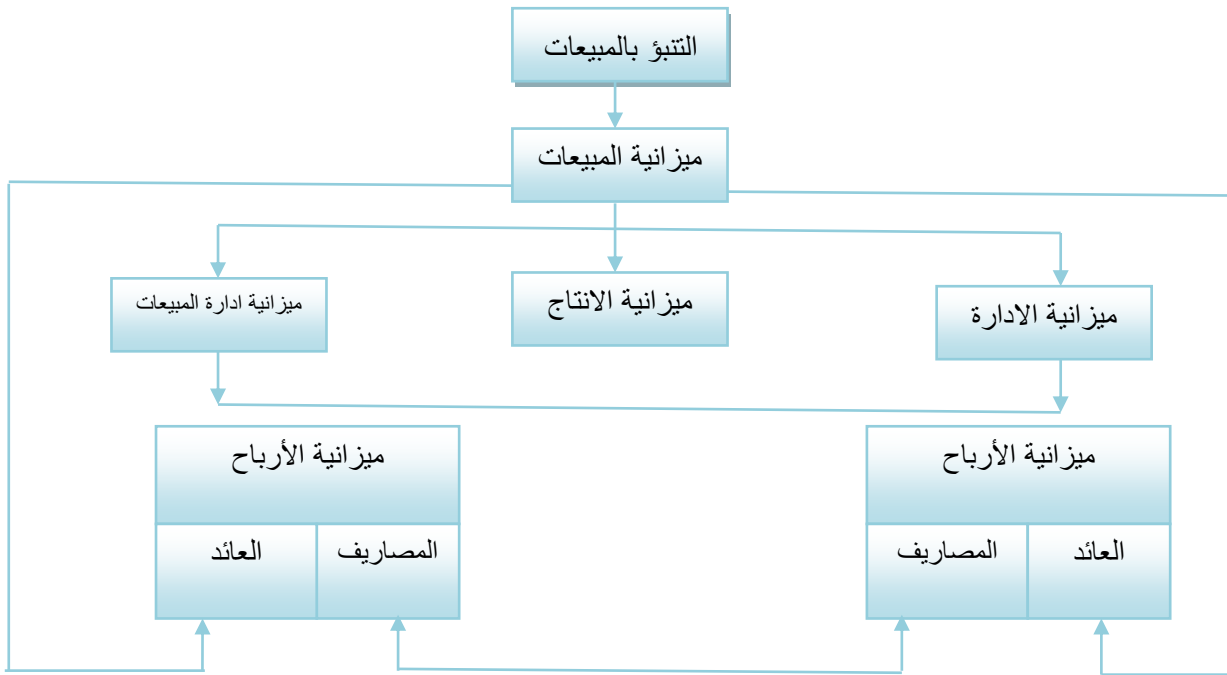 التنبؤ بالمبيعات
ميزانية المبيعات
ميزانية الادارة
ميزانية الانتاج
ميزانية ادارة المبيعات
ميزانية الأرباح
العائد
المصاريف
ميزانية الأرباح
المصاريف
العائد